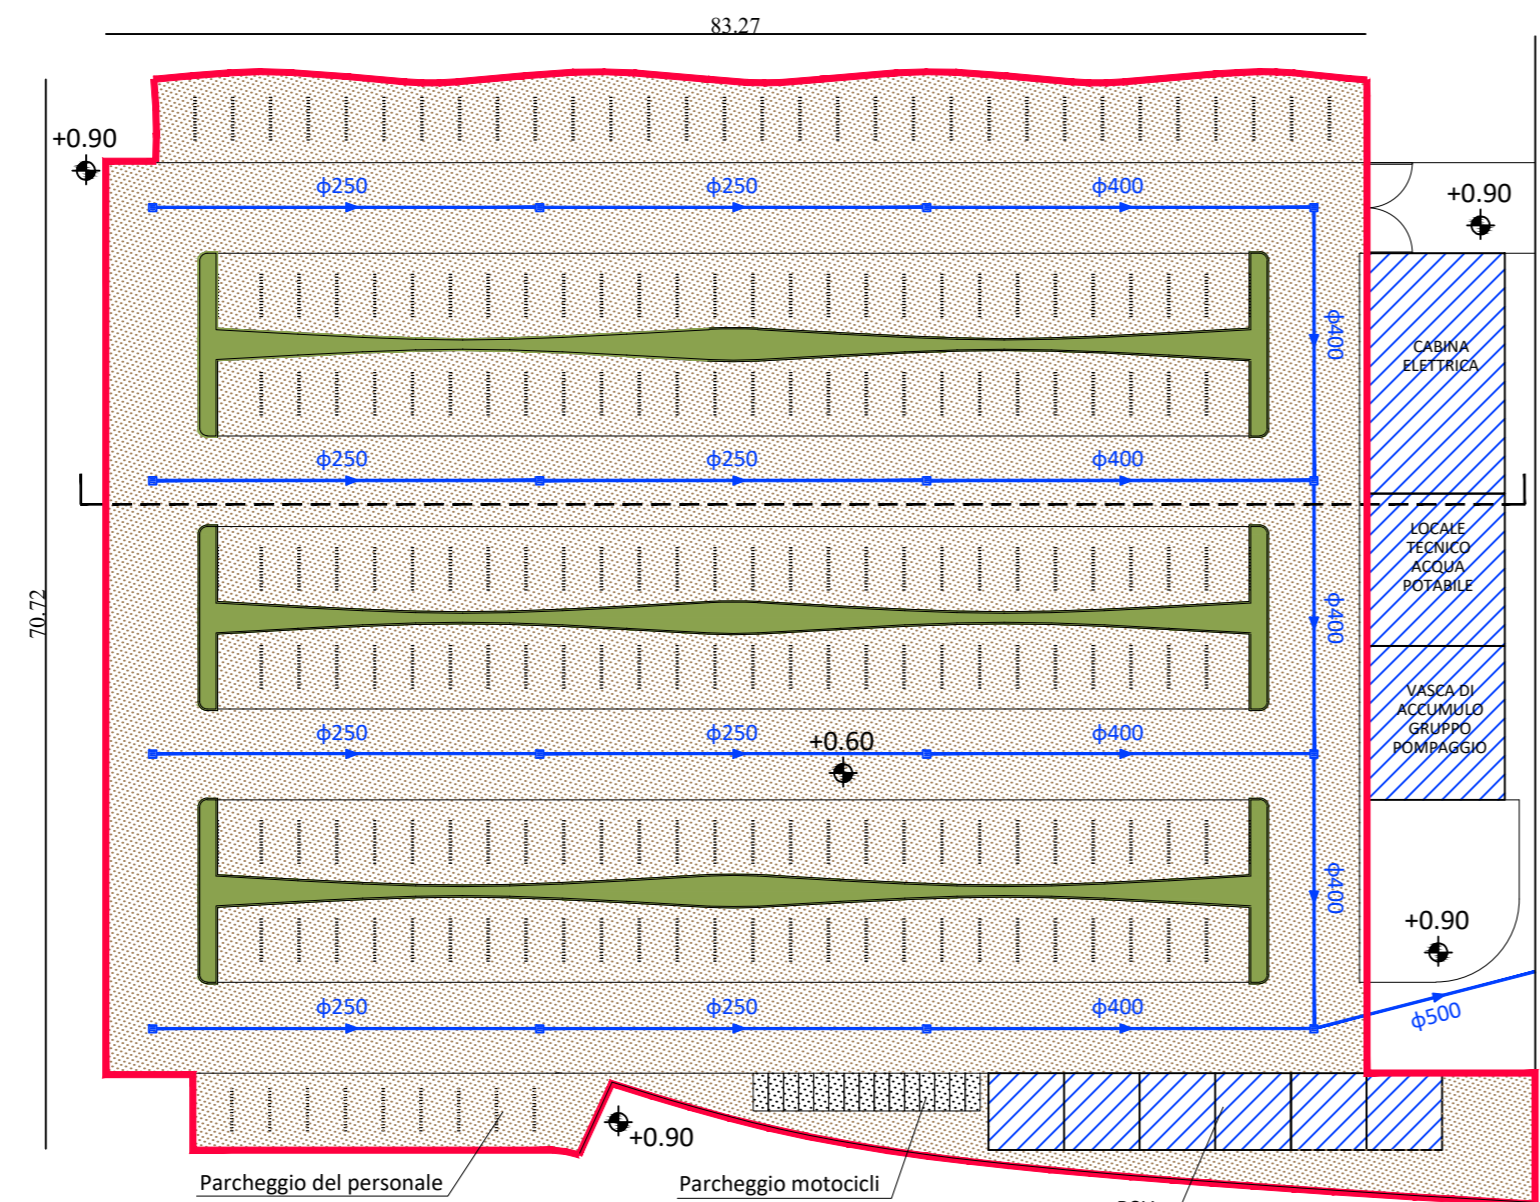 83.27
+0.90
φ250 φ250 φ400
+0.90
φ400
CABINA
ELETTRICA
φ250 φ250 φ400
LOCALE
TECNICO
ACQUA
POTABILE
70.72
φ400
VASCA DI
ACCUMULO
GRUPPO
POMPAGGIO
φ250 φ250 φ400
+0.60
φ400
+0.90
φ250 φ250 φ400
φ500
+0.90
Parcheggio del personale
Parcheggio motocicli